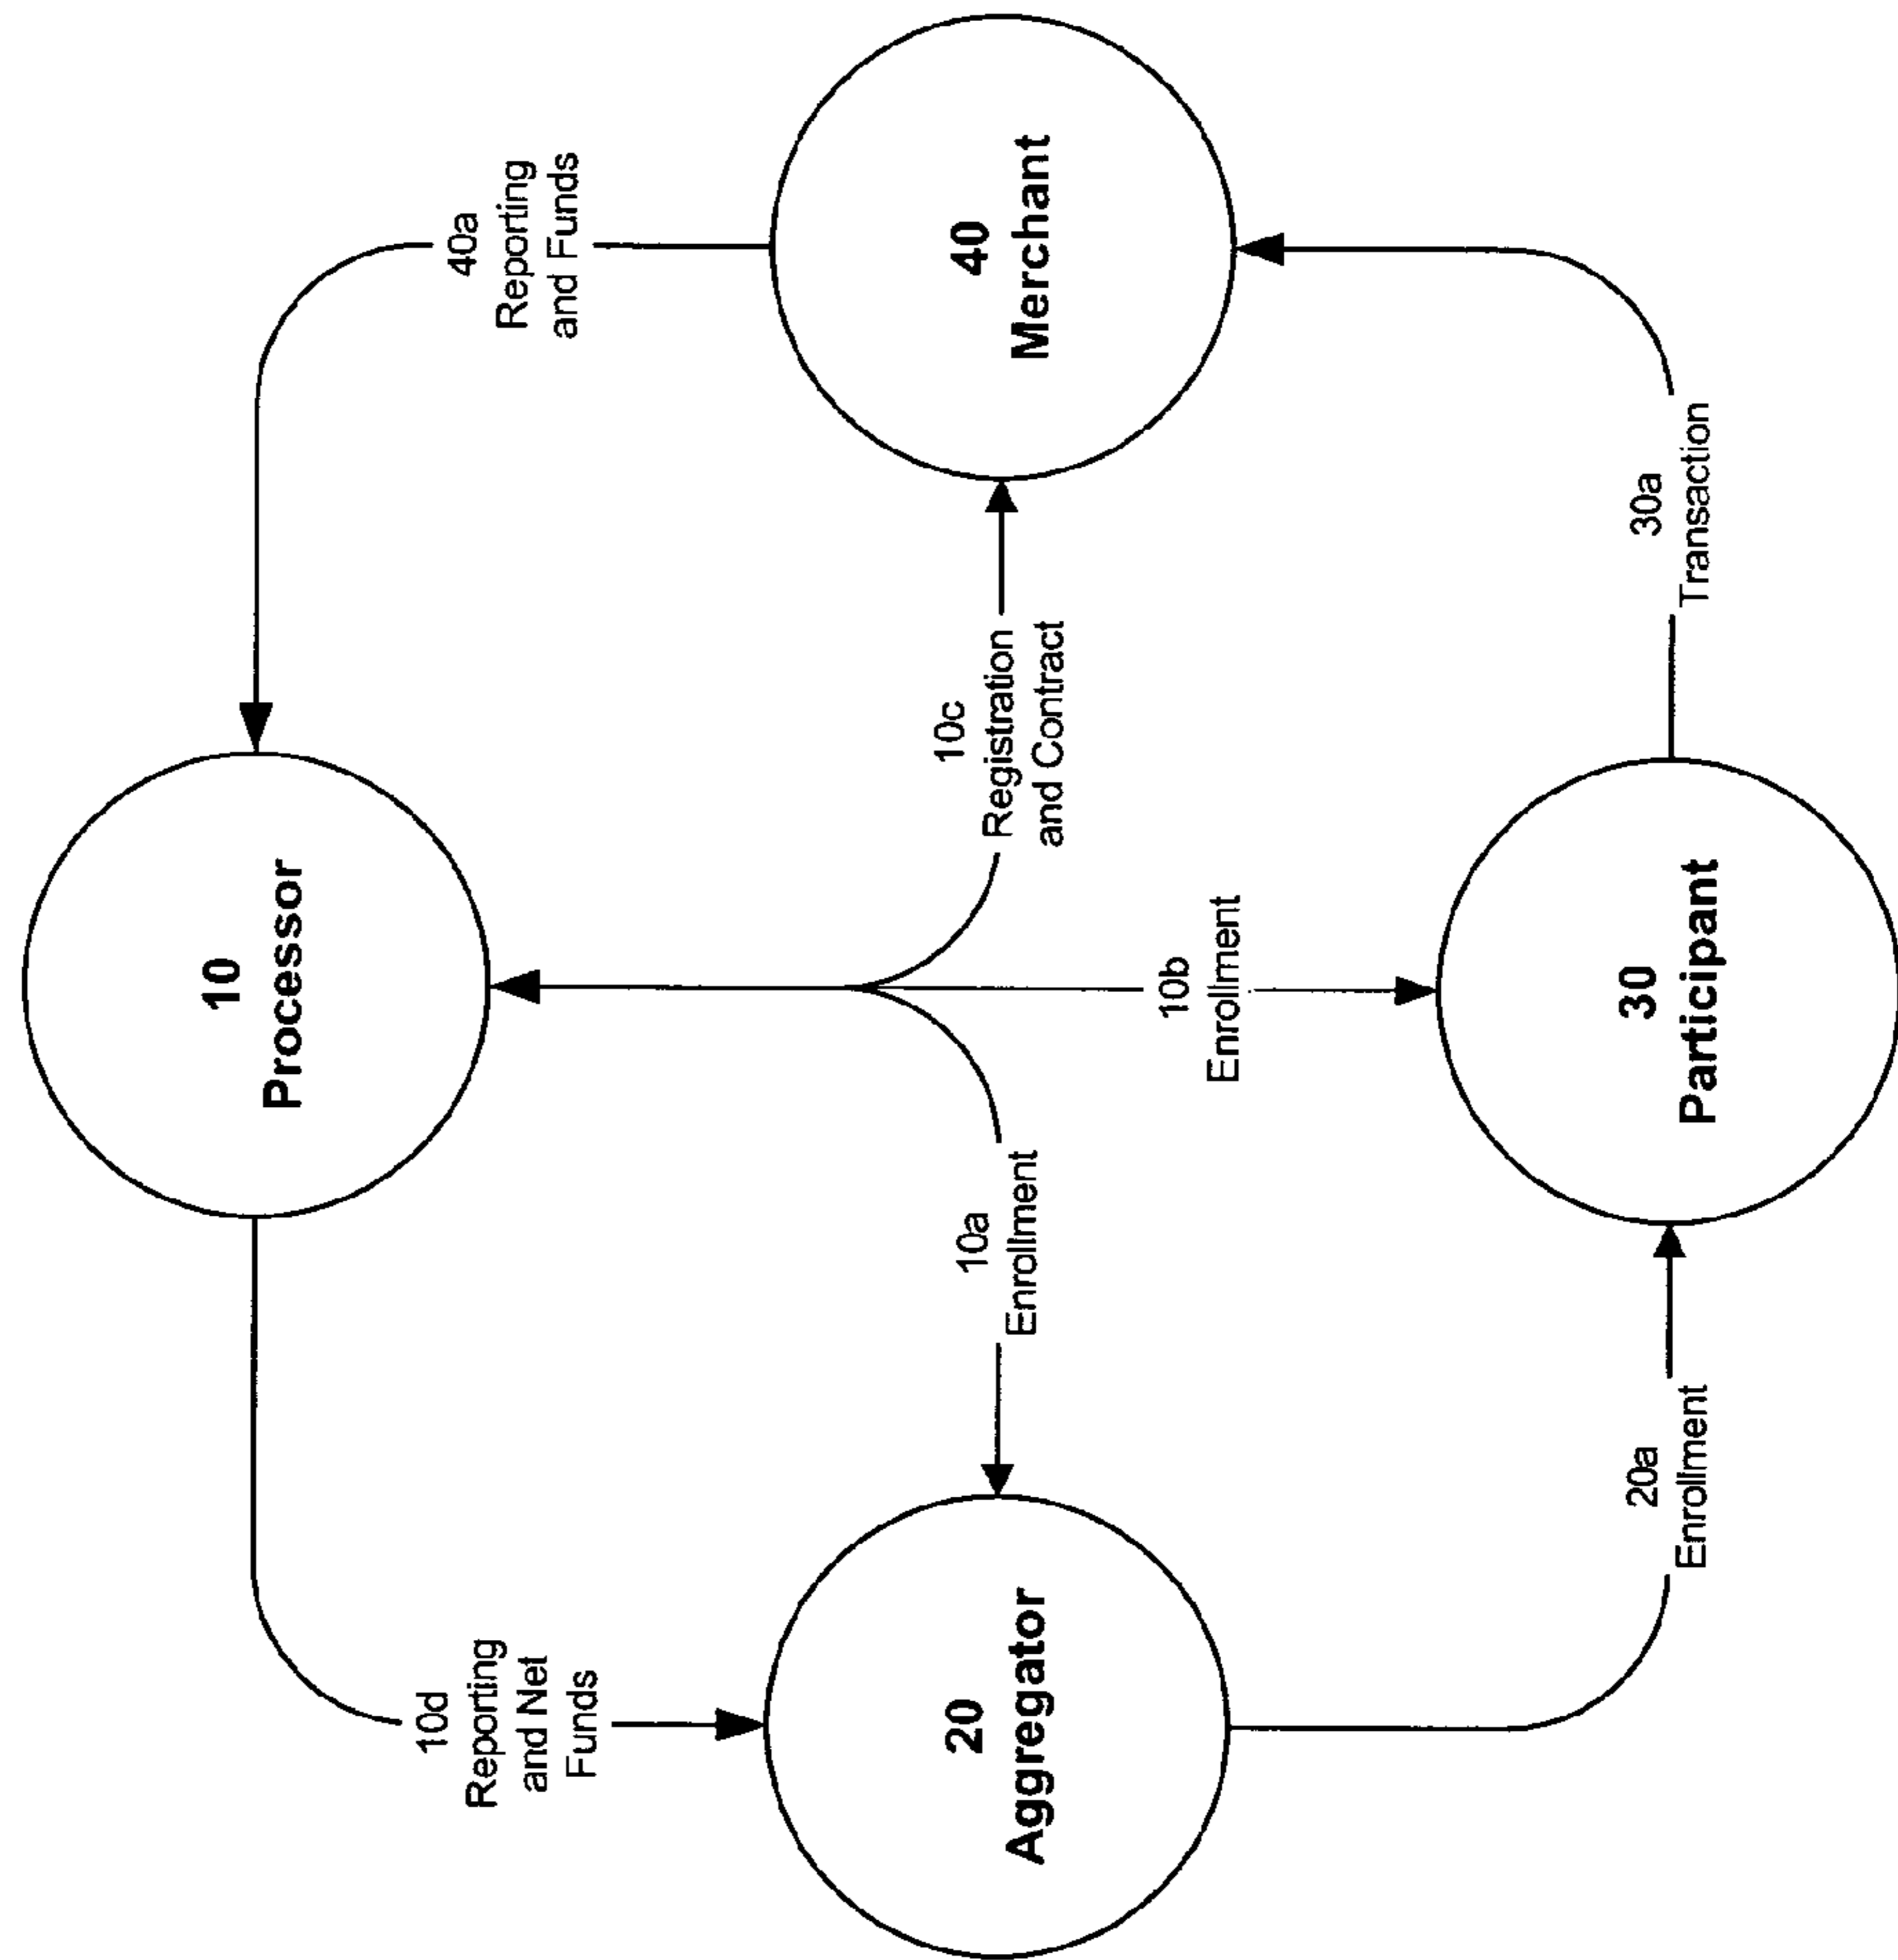 10
Processor
40a
Reporting
and Funds
10d
Reporting
and Net
Funds
40
Merchant
10c
Registration
and Contract
10a
Enrollment
20
Aggregator
10b
Enrollment
30a
Transaction
30
Participant
20a
Enrollment